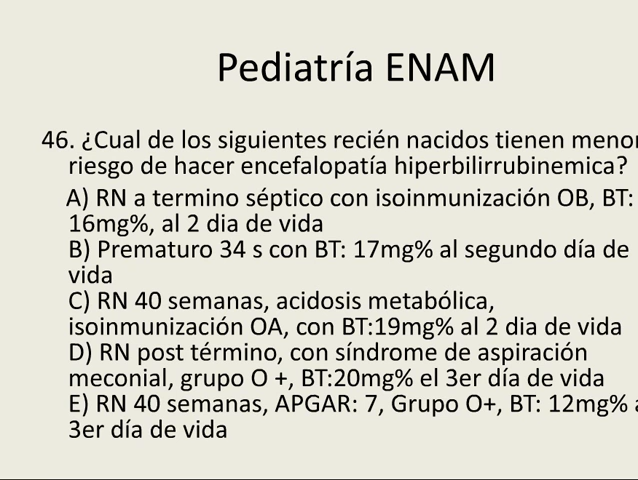 Pediatría ENAM
46. ¿Cual de los siguientes recién nacidos tienen menor
riesgo de hacer encefalopatía hiperbilirrubinemica?
A) RN a termino séptico con isoinmunización OB, BT:
16mg%, al 2 dia de vida
B) Prematuro 34 s con BT: 17mg% al segundo día de
vida
C) RN 40 semanas, acidosis metabólica,
isoinmunización OA, con BT:19mg% al 2 dia de vida
D) RN post término, con síndrome de aspiración
meconial, grupo O +, BT:20mg% el 3er día de vida
E) RN 40 semanas, APGAR: 7, Grupo O+, BT: 12mg% a
3er día de vida